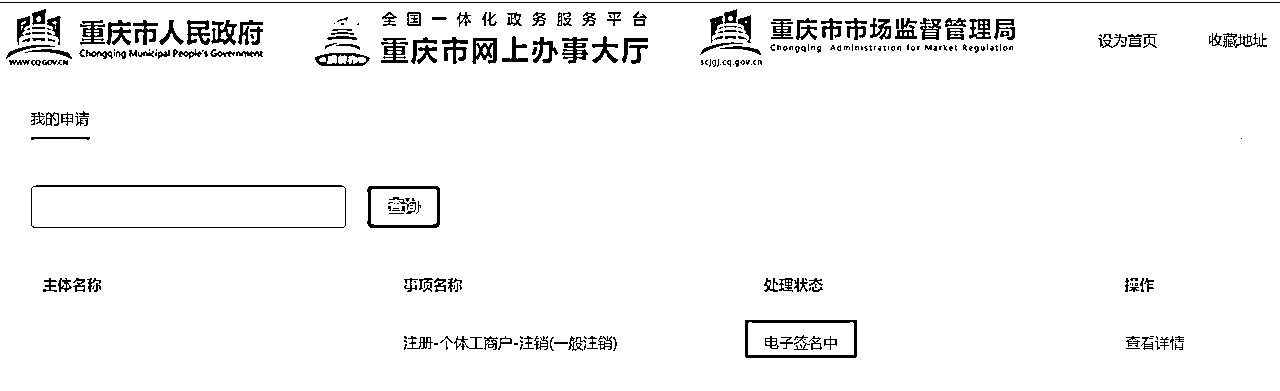 重庆市人民政府
Chongqing Municipal People's Government
WWW.CQ.GOV.CN
全国一体化政务服务平台
重庆市网上办事大厅
重庆市市场监督管理局
Chongqing Administration for Market Regulation
scjgj.cq.gov.cn
设为首页 收藏地址
我的申请
查询
主体名称 事项名称 处理状态 操作
注册-个体工商户-注销(一般注销) 电子签名中 查看详情